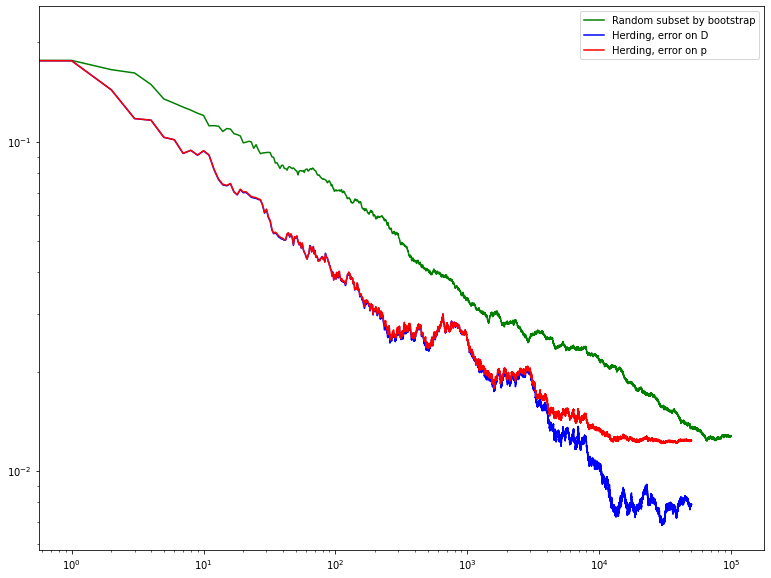 Random subset by bootstrap
Herding, error on D
Herding, error on p
10⁻¹
10⁻²
10⁰ 10¹ 10² 10³ 10⁴ 10⁵